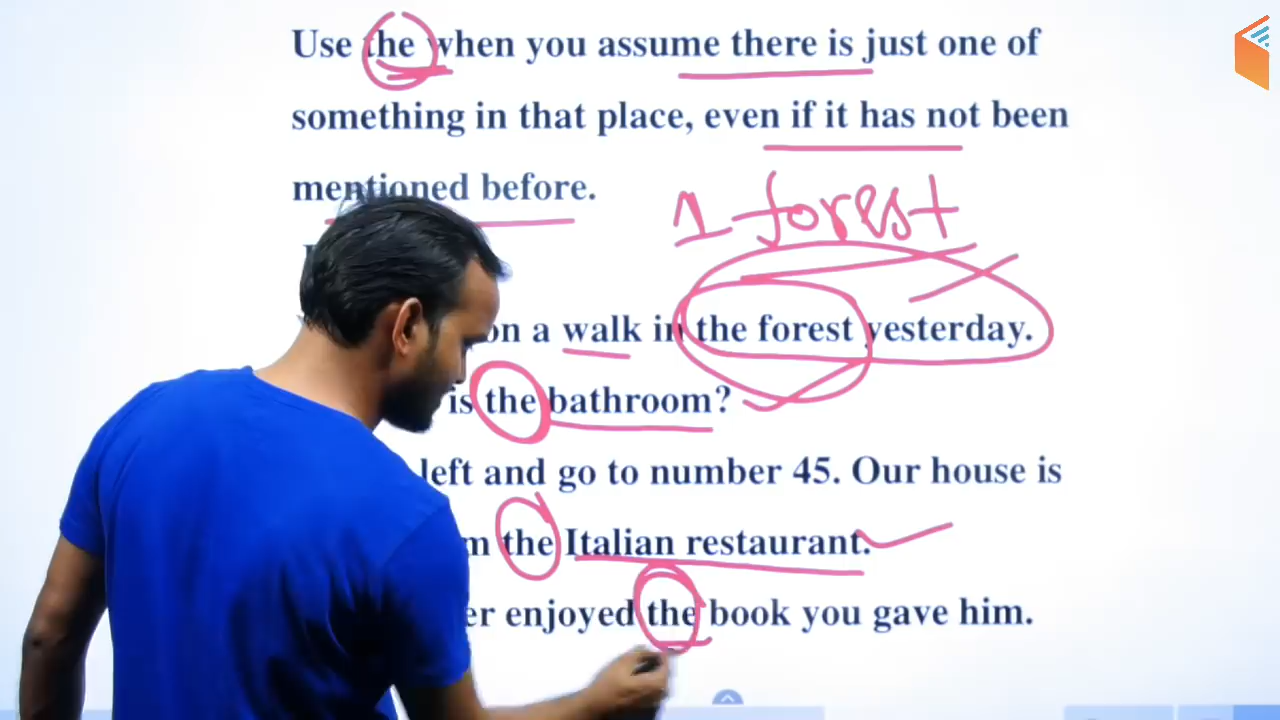 Use the when you assume there is just one of
something in that place, even if it has not been
mentioned before.
1 forest
on a walk in the forest yesterday.
is the bathroom?
left and go to number 45. Our house is
the Italian restaurant.
enjoyed the book you gave him.